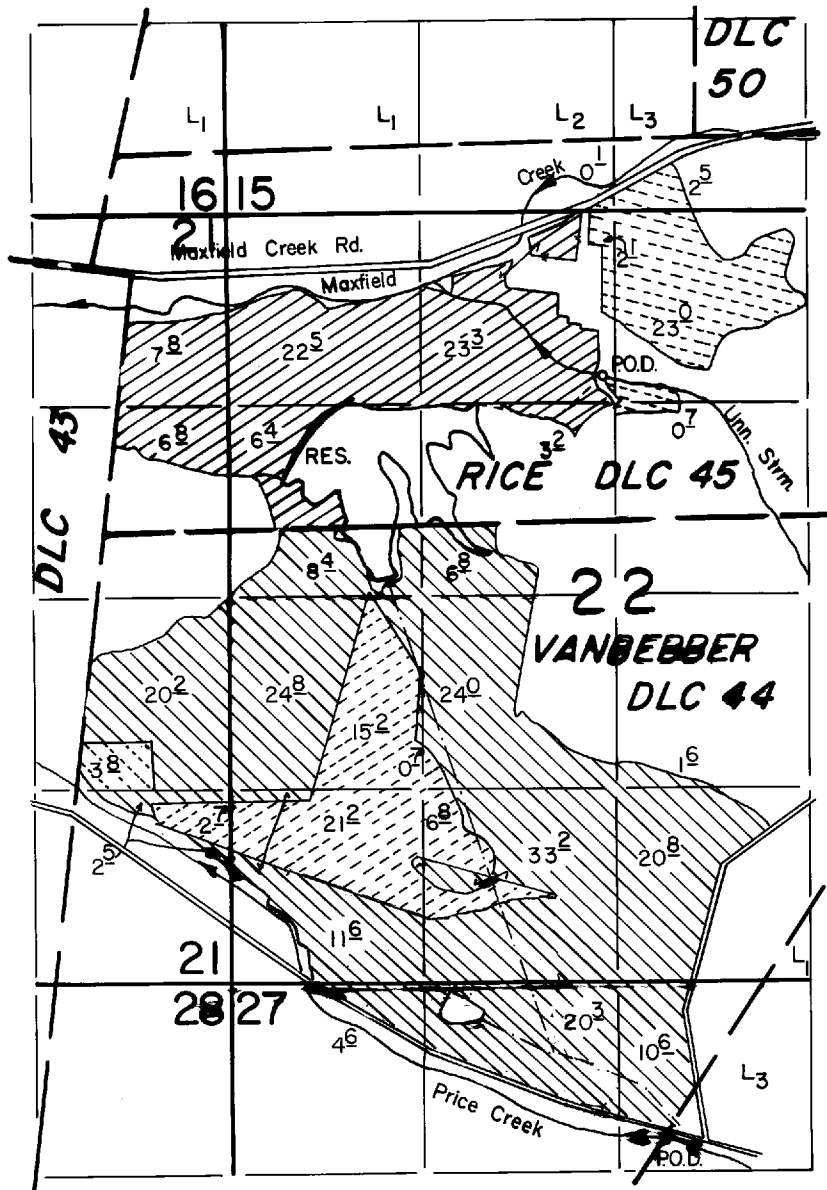 DLC
50
L1
L1
L2
L3
Creek
0 1
2 5
16 15
21
Maxfield Creek Rd.
Maxfield
2 1
23 0
7 8
22 5
23 3
P.O.D.
DLC 43
6 8
6 4
RES.
3 2
0 7
Unn. Strm.
RICE DLC 45
8 4
6 8
22
VANBEBBER
DLC 44
20 2
24 8
15 2
24 0
3 8
0 7
1 6
2 5
2 7
21 2
6 8
33 2
20 8
11 6
21
28 27
L1
4 6
20 3
10 6
L3
Price Creek
P.O.D.